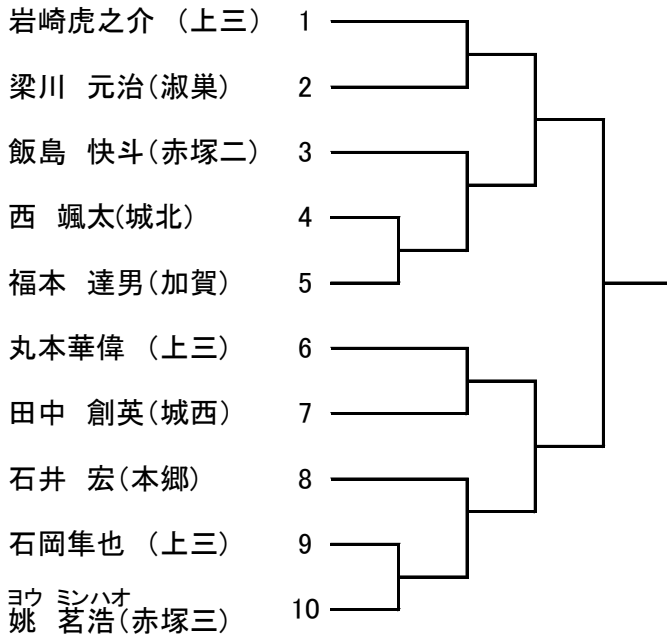 岩崎虎之介 (上三) 1
梁川 元治(淑巣) 2
飯島 快斗(赤塚二) 3
西 颯太(城北) 4
福本 達男(加賀) 5
丸本華偉 (上三) 6
田中 創英(城西) 7
石井 宏(本郷) 8
石岡隼也 (上三) 9
ヨウ ミンハオ
姚 茗浩(赤塚三) 10